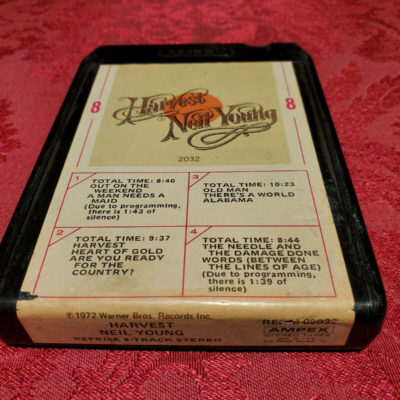 AMPEX
8
8
Harvest
Neil Young
2032
1
TOTAL TIME: 8:40
OUT ON THE
WEEKEND
A MAN NEEDS A
MAID
(Due to programming,
there is 1:43 of
silence)
2
TOTAL TIME: 9:37
HARVEST
HEART OF GOLD
ARE YOU READY
FOR THE
COUNTRY?
3
TOTAL TIME: 10:23
OLD MAN
THERE'S A WORLD
ALABAMA
4
TOTAL TIME: 8:44
THE NEEDLE AND
THE DAMAGE DONE
WORDS (BETWEEN
THE LINES OF AGE)
(Due to programming,
there is 1:39 of
silence)
℗ 1972 Warner Bros. Records Inc.
HARVEST
NEIL YOUNG
REPRISE 8-TRACK STEREO
AMPEX
STEREO TAPES